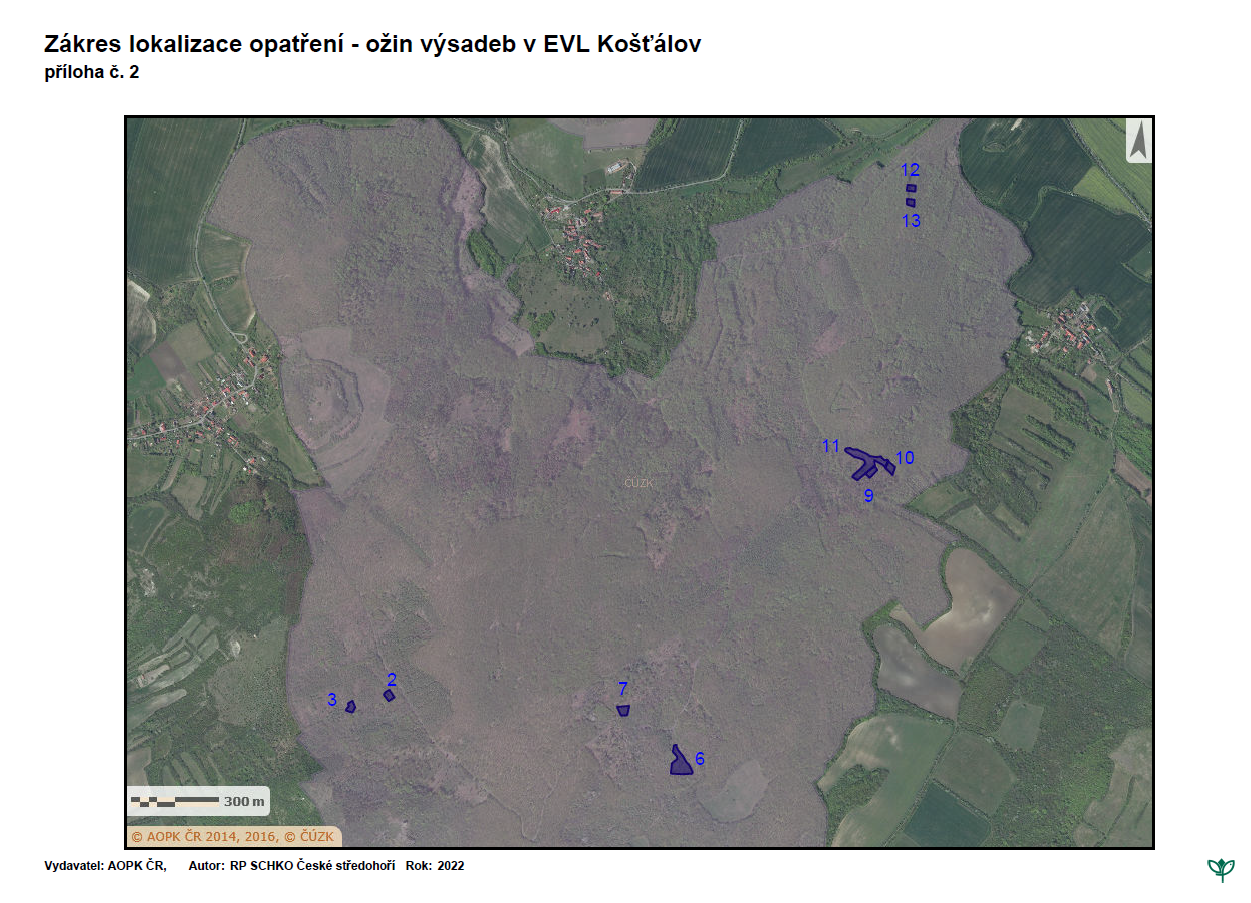 Zákres lokalizace opatření - ožin výsadeb v EVL Košťálov
příloha č. 2
12
13
11
10
9
ČÚZK
2
3
7
6
300 m
© AOPK ČR 2014, 2016, © ČÚZK
Vydavatel: AOPK ČR, Autor: RP SCHKO České středohoří Rok: 2022